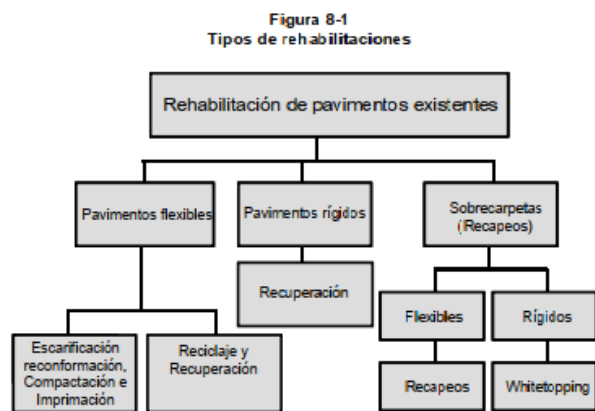 Figura 8-1
Tipos de rehabilitaciones
Rehabilitación de pavimentos existentes
Pavimentos flexibles
Pavimentos rígidos
Sobrecarpetas
(Recapeos)
Recuperación
Flexibles
Rígidos
Escarificación
reconformación,
Compactación e
Imprimación
Reciclaje y
Recuperación
Recapeos
Whitetopping